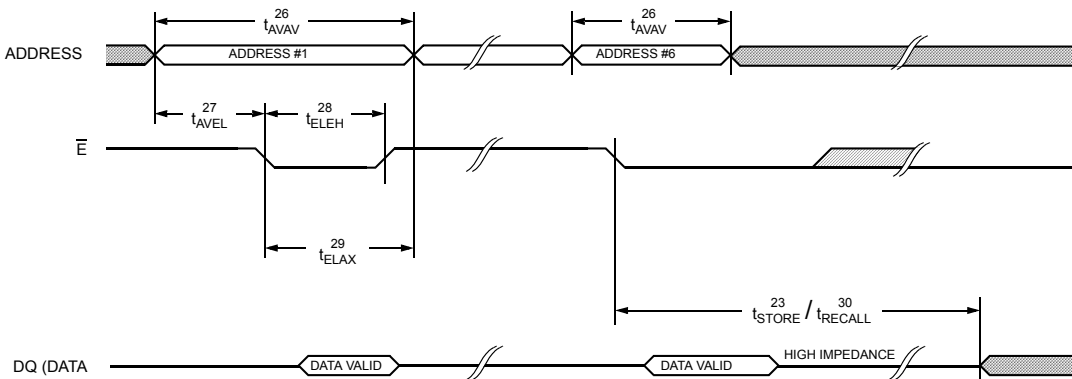 26
tAVAV
26
tAVAV
ADDRESS
ADDRESS #1
ADDRESS #6
27
tAVEL
28
tELEH
E
29
tELAX
23 30
tSTORE / tRECALL
DQ (DATA
DATA VALID
DATA VALID
HIGH IMPEDANCE